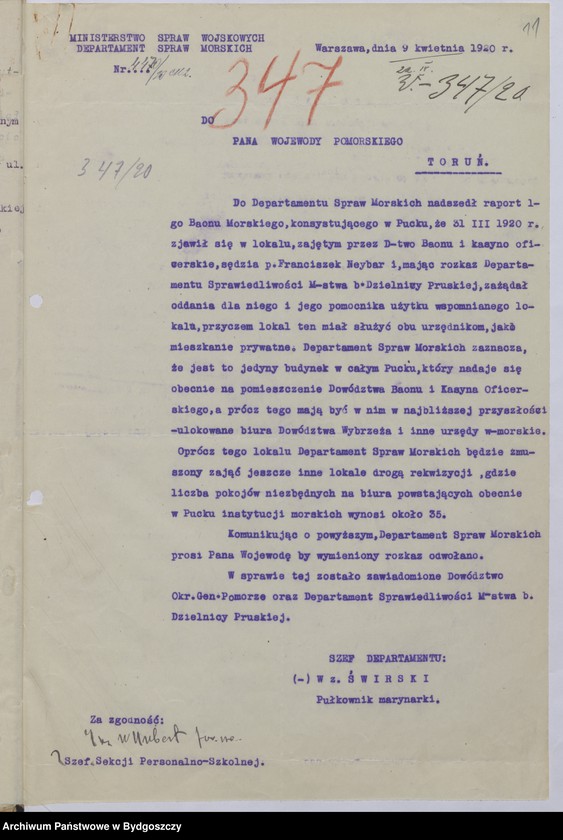 11
MINISTERSTWO SPRAW WOJSKOWYCH
DEPARTAMENT SPRAW MORSKICH
Warszawa, dnia 9 kwietnia 1920 r.
Nr....
347
347/20
DO
PANA WOJEWODY POMORSKIEGO
TORUŃ.
347/20
Do Departamentu Spraw Morskich nadszedł raport 1-
go Baonu Morskiego,konsystującego w Pucku,że 31 III 1920 r.
zjawił się w lokalu,zajętym przez D-two Baonu i kasyno ofi-
cerskie,sędzia p.Franciszek Neybar i,mając rozkaz Departa-
mentu Sprawiedliwości M-stwa b.Dzielnicy Pruskiej,zażądał
oddania dla niego i jego pomocnika użytku wspomnianego lo-
kalu,przyczem lokal ten miał służyć obu urzędnikom,jako
mieszkanie prywatne. Departament Spraw Morskich zaznacza,
że jest to jedyny budynek w całym Pucku,który nadaje się
obecnie na pomieszczenie Dowództwa Baonu i Kasyna Oficer-
skiego,a prócz tego mają być w nim w najbliższej przyszłości
-ulokowane biura Dowództwa Wybrzeża i inne urzędy w-morskie.
Oprócz tego lokalu Departament Spraw Morskich będzie zmu-
szony zająć jeszcze inne lokale drogą rekwizycji ,gdzie
liczba pokojów niezbędnych na biura powstających obecnie
w Pucku instytucji morskich wynosi około 35.
Komunikując o powyższym,Departament Spraw Morskich
prosi Pana Wojewodę by wymieniony rozkaz odwołano.
W sprawie tej zostało zawiadomione Dowództwo
Okr.Gen.Pomorze oraz Departament Sprawiedliwości M-stwa b.
Dzielnicy Pruskiej.
SZEF DEPARTAMENTU:
(-) W z. ŚWIRSKI
Pułkownik marynarki.
Za zgodność:
Szef Sekcji Personalno-Szkolnej.
nym
ul.
kiej
Archiwum Państwowe w Bydgoszczy